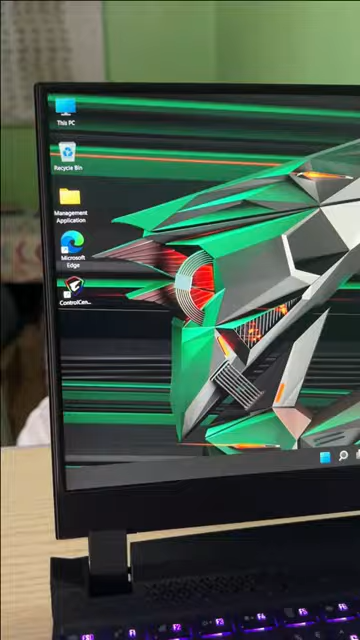 This PC
Recycle Bin
Management
Application
Microsoft
Edge
ControlCen...